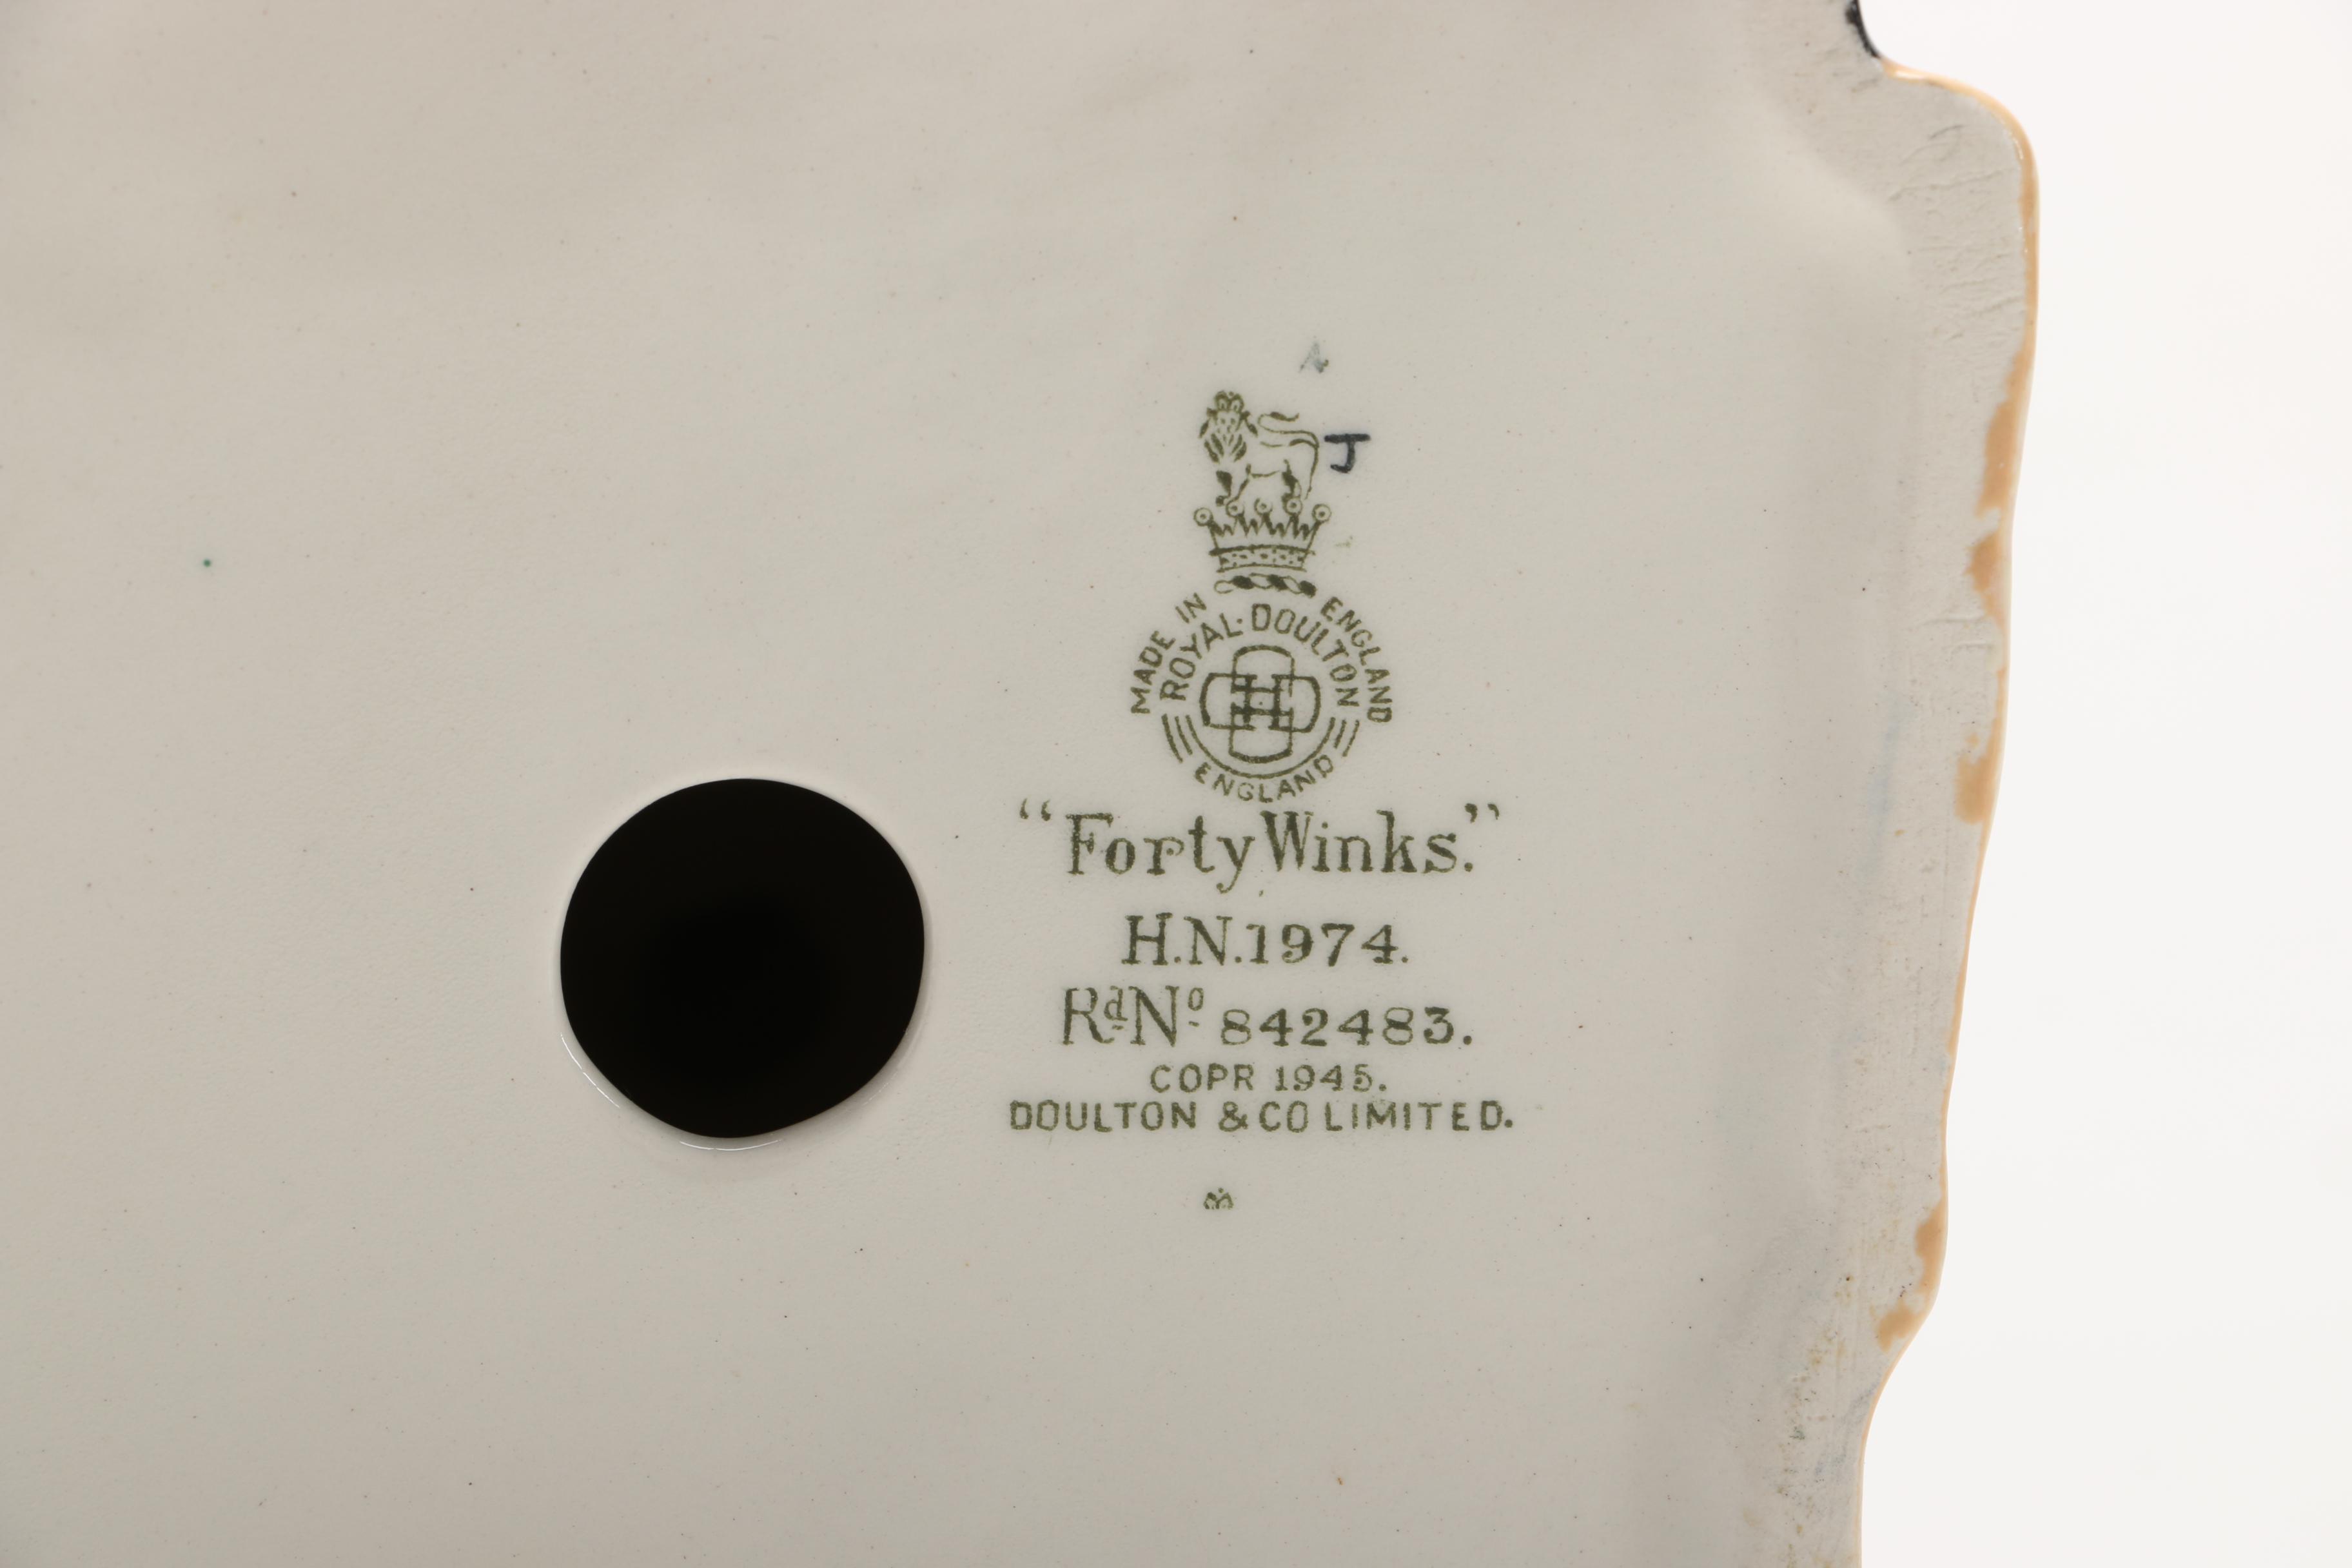 J
MADE IN ENGLAND
ROYAL·DOULTON
ENGLAND
“Forty Winks.”
H.N.1974.
RᵈNº 842483.
COPR 1945.
DOULTON & CO LIMITED.